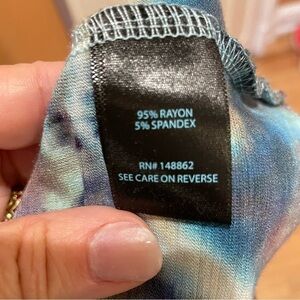 95% RAYON
5% SPANDEX
RN# 148862
SEE CARE ON REVERSE